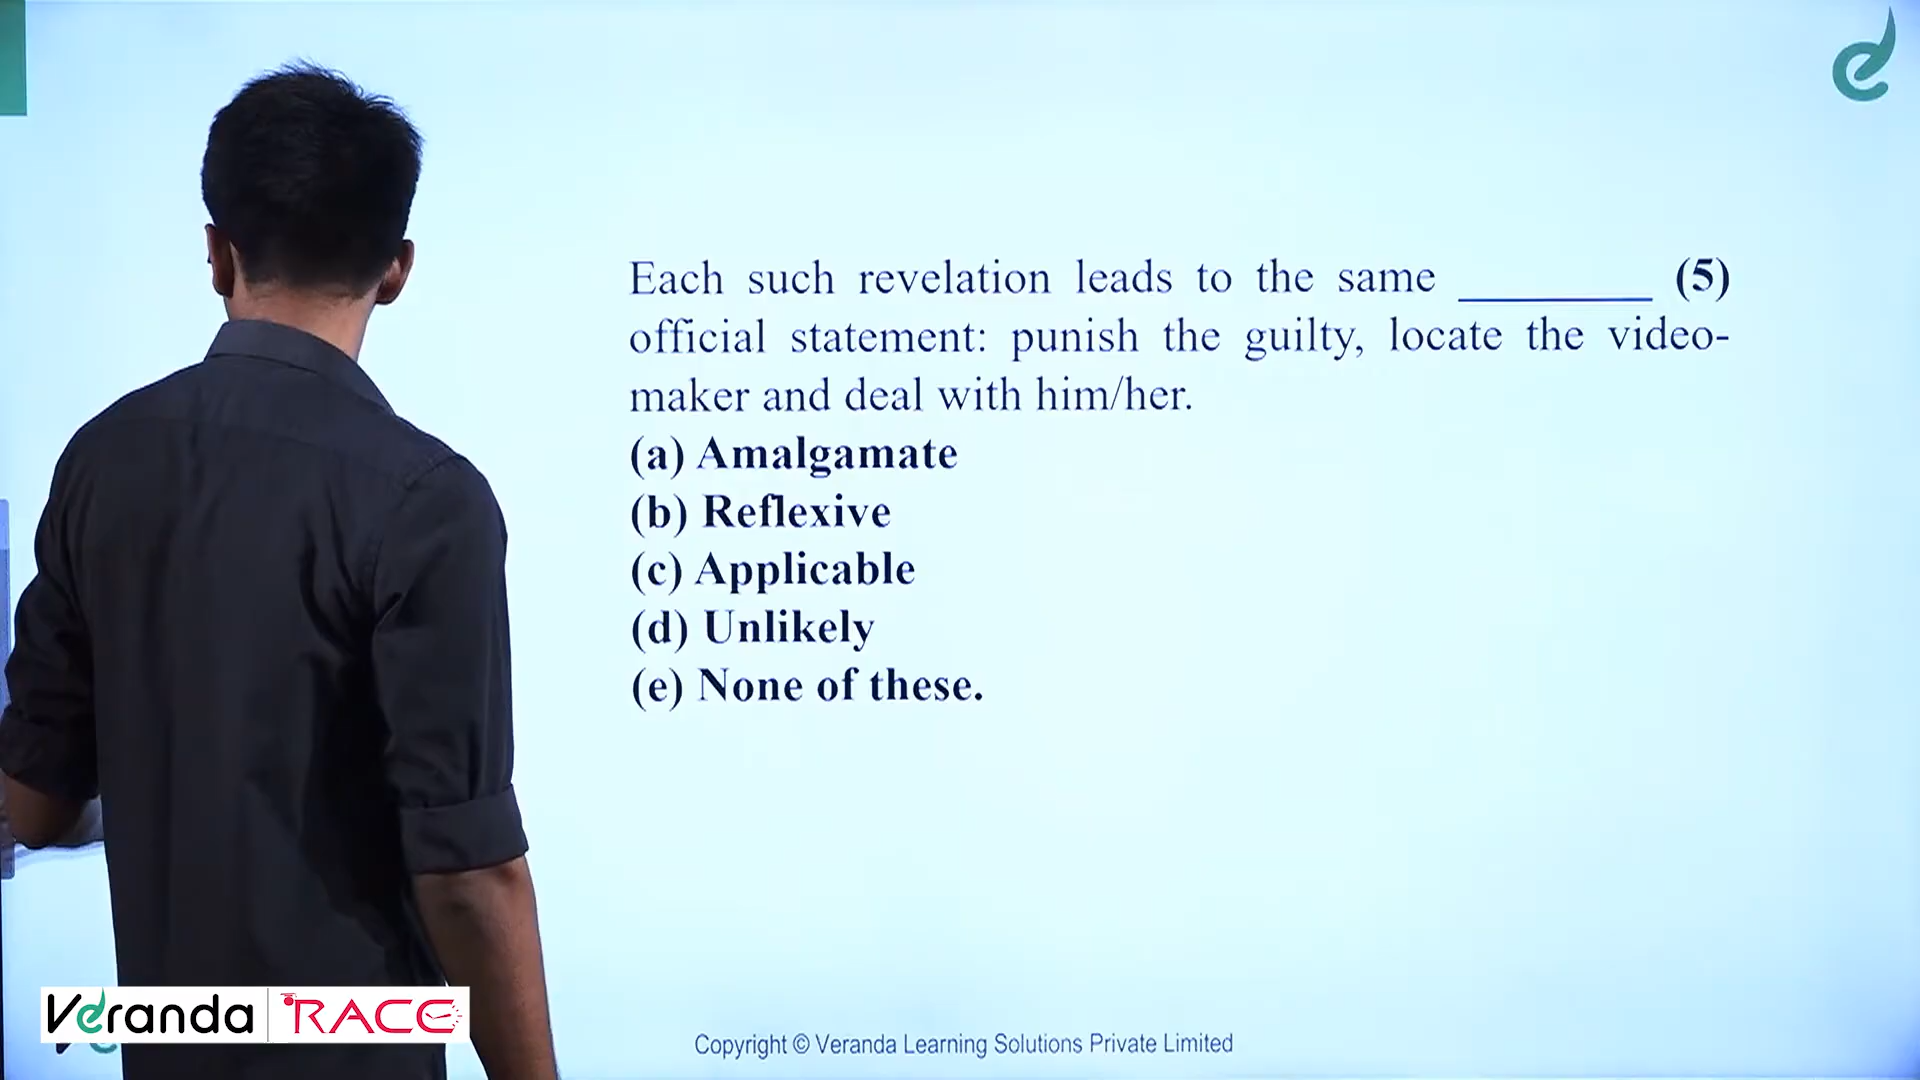 Each such revelation leads to the same __________ (5)
official statement: punish the guilty, locate the video-
maker and deal with him/her.
(a) Amalgamate
(b) Reflexive
(c) Applicable
(d) Unlikely
(e) None of these.
Veranda RACE
Copyright © Veranda Learning Solutions Private Limited